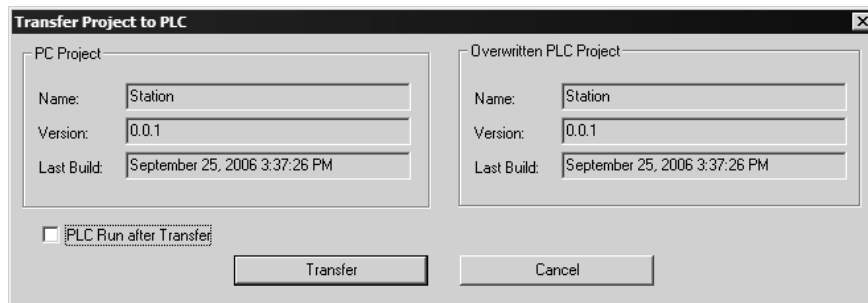 Transfer Project to PLC
PC Project
Name: Station
Version: 0.0.1
Last Build: September 25, 2006 3:37:26 PM
Overwritten PLC Project
Name: Station
Version: 0.0.1
Last Build: September 25, 2006 3:37:26 PM
PLC Run after Transfer
Transfer
Cancel